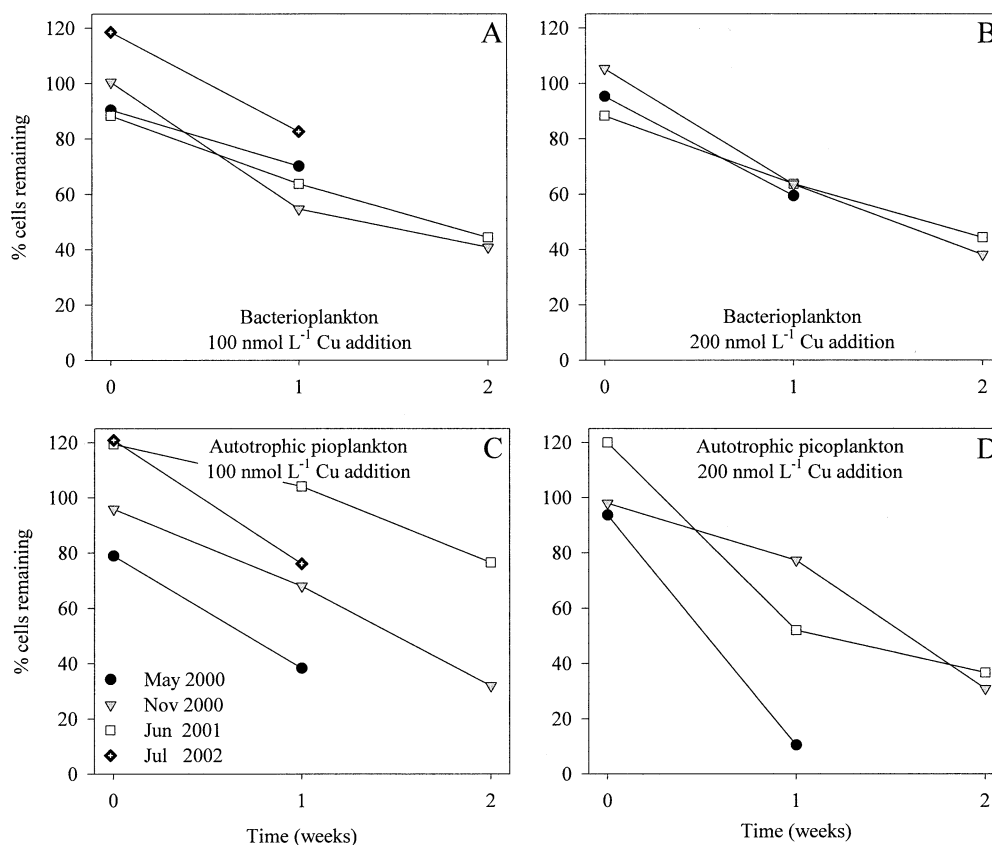 A
B
120
100
80
60
40
20
0
% cells remaining
Bacterioplankton
100 nmol L⁻¹ Cu addition
0
1
2
120
100
80
60
40
20
0
Bacterioplankton
200 nmol L⁻¹ Cu addition
0
1
2
C
D
120
100
80
60
40
20
0
% cells remaining
Autotrophic pioplankton
100 nmol L⁻¹ Cu addition
May 2000
Nov 2000
Jun 2001
Jul 2002
0
1
2
Time (weeks)
120
100
80
60
40
20
0
Autotrophic picoplankton
200 nmol L⁻¹ Cu addition
0
1
2
Time (weeks)